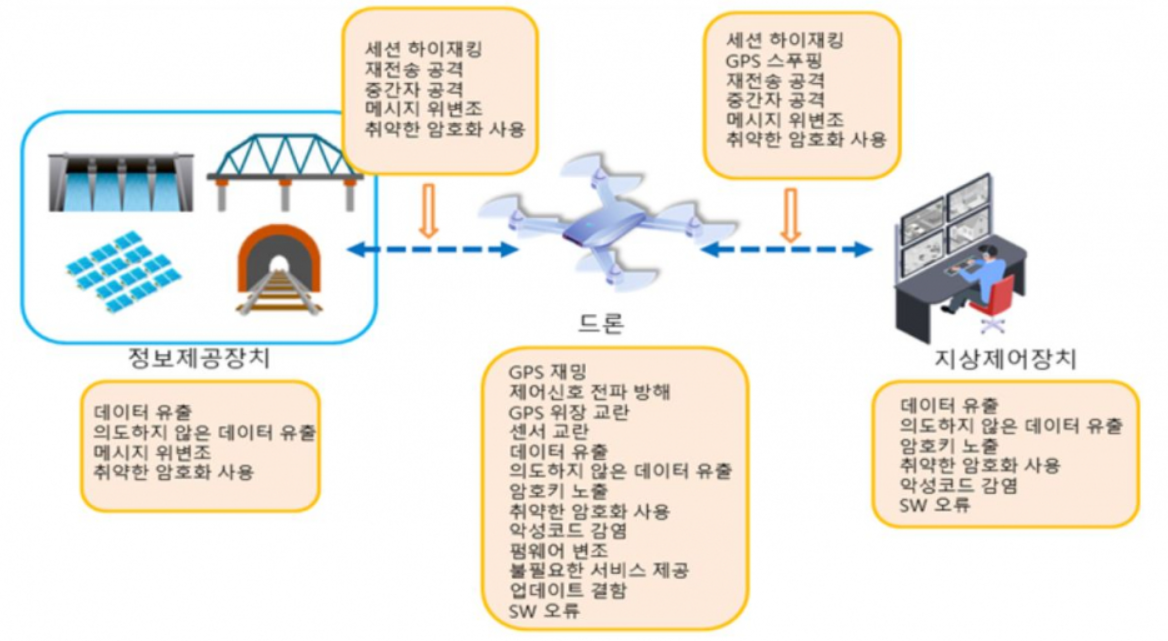 세션 하이재킹
재전송 공격
중간자 공격
메시지 위변조
취약한 암호화 사용
세션 하이재킹
GPS 스푸핑
재전송 공격
중간자 공격
메시지 위변조
취약한 암호화 사용
정보제공장치
드론
지상제어장치
데이터 유출
의도하지 않은 데이터 유출
메시지 위변조
취약한 암호화 사용
GPS 재밍
제어신호 전파 방해
GPS 위장 교란
센서 교란
데이터 유출
의도하지 않은 데이터 유출
암호키 노출
취약한 암호화 사용
악성코드 감염
펌웨어 변조
불필요한 서비스 제공
업데이트 결함
SW 오류
데이터 유출
의도하지 않은 데이터 유출
암호키 노출
취약한 암호화 사용
악성코드 감염
SW 오류